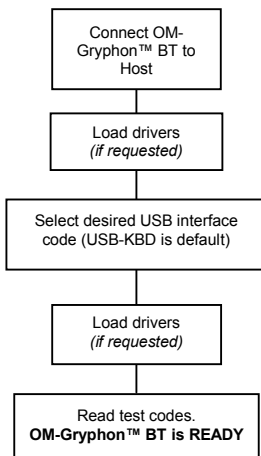 Connect OM-
Gryphon™ BT to
Host
Load drivers
(if requested)
Select desired USB interface
code (USB-KBD is default)
Load drivers
(if requested)
Read test codes.
OM-Gryphon™ BT is READY